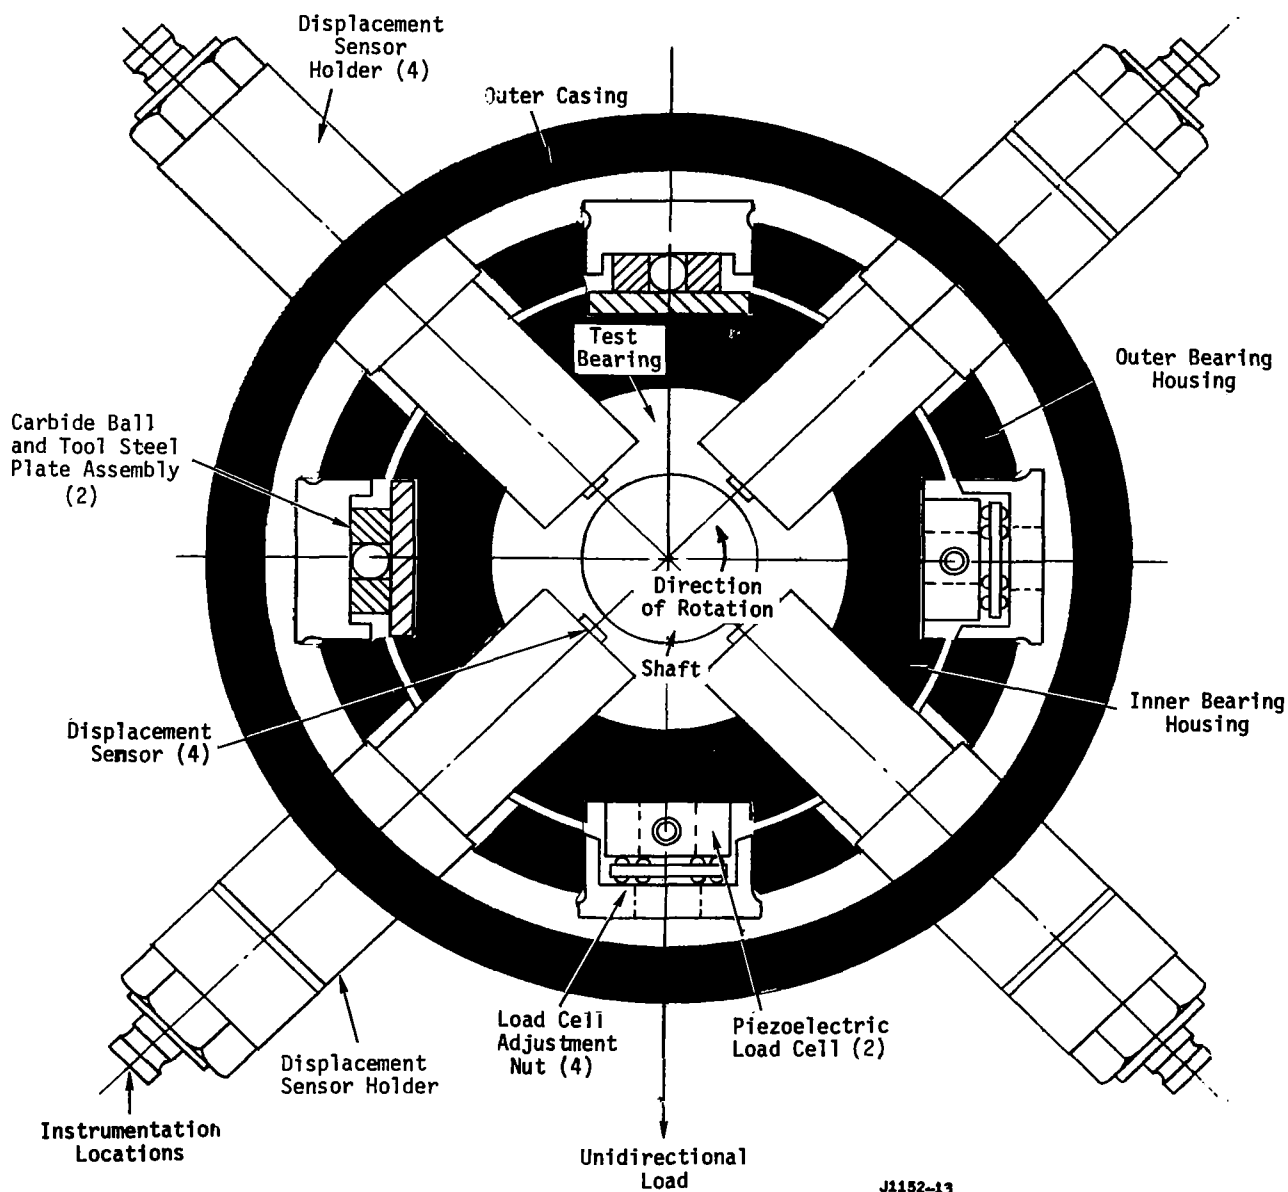 Displacement
Sensor
Holder (4)
Outer Casing
Test
Bearing
Outer Bearing
Housing
Carbide Ball
and Tool Steel
Plate Assembly
(2)
Direction
of Rotation
Shaft
Inner Bearing
Housing
Displacement
Sensor (4)
Load Cell
Adjustment
Nut (4)
Piezoelectric
Load Cell (2)
Displacement
Sensor Holder
Instrumentation
Locations
Unidirectional
Load
J1152-13